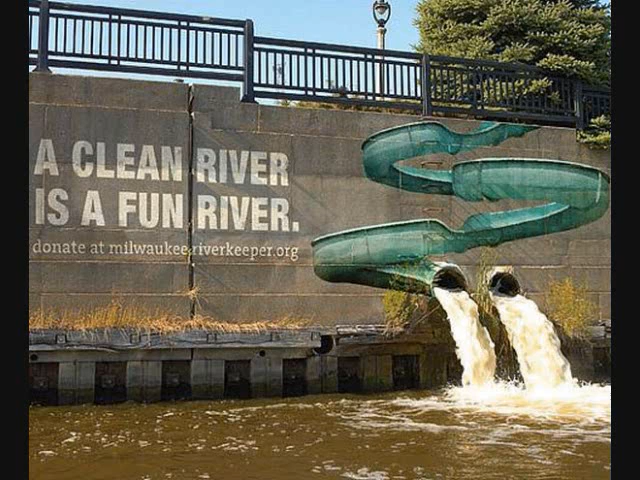 A CLEAN RIVER
IS A FUN RIVER.
donate at milwaukeeriverkeeper.org